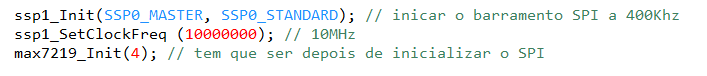 ssp1_Init(SSP0_MASTER, SSP0_STANDARD); // inicar o barramento SPI a 400Khz
ssp1_SetClockFreq (10000000); // 10MHz
max7219_Init(4); // tem que ser depois de inicializar o SPI